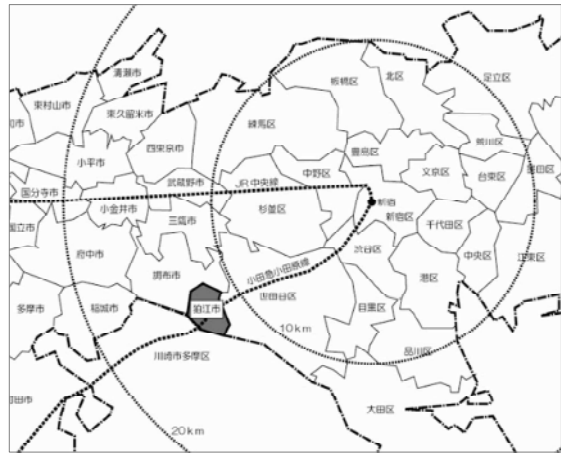 清瀬市
板橋区
北区
足立区
東村山市
東久留米市
練馬区
荒川区
四東京市
豊島区
小平市
文京区
台東区
墨田区
国分寺市
武蔵野市
JR中央線
中野区
新宿
小金井市
三鷹市
杉並区
新宿区
千代田区
国立市
府中市
渋谷区
中央区
江東区
調布市
小田急小田原線
港区
多摩市
稲城市
狛江市
世田谷区
目黒区
10km
品川区
川崎市多摩区
町田市
大田区
20km